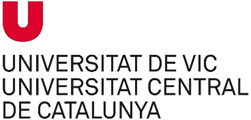 U
UNIVERSITAT DE VIC
UNIVERSITAT CENTRAL
DE CATALUNYA